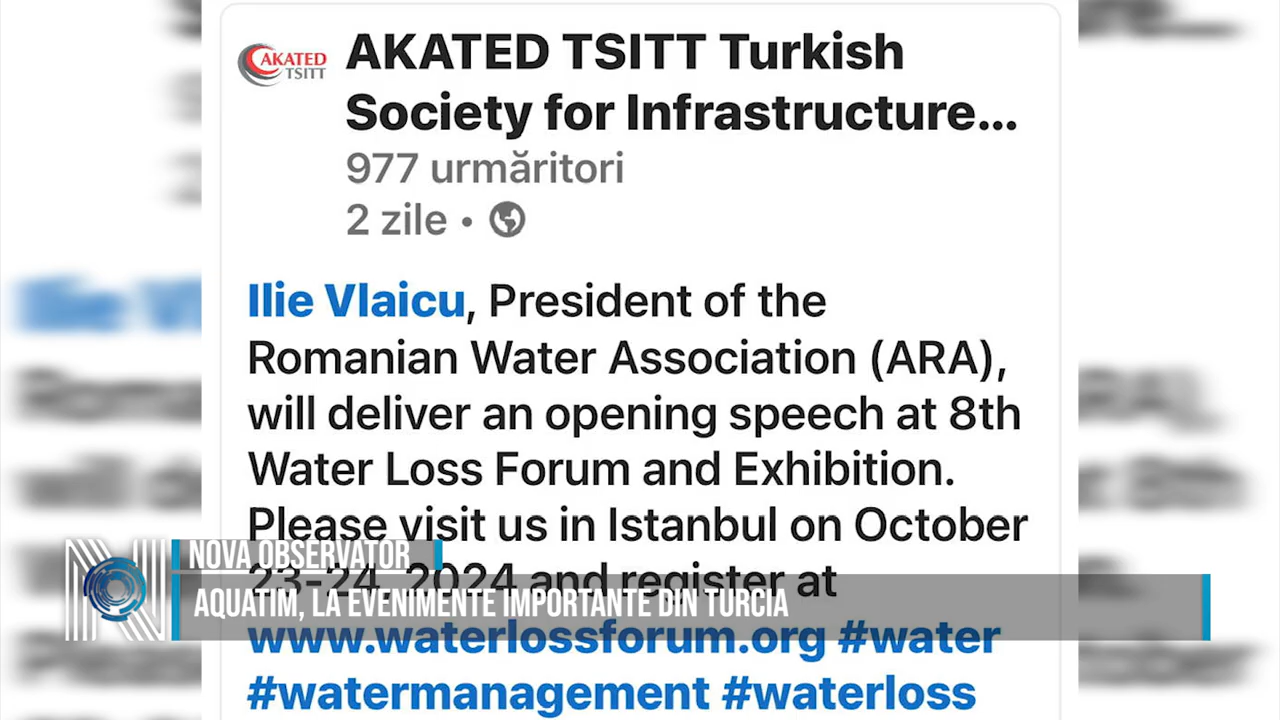 AKATED
TSITT
AKATED TSITT Turkish
Society for Infrastructure...
977 urmăritori
2 zile •
Ilie Vlaicu, President of the
Romanian Water Association (ARA),
will deliver an opening speech at 8th
Water Loss Forum and Exhibition.
Please visit us in Istanbul on October
23-24, 2024 and register at
www.waterlossforum.org #water
#watermanagement #waterloss
NOVA OBSERVATOR
AQUATIM, LA EVENIMENTE IMPORTANTE DIN TURCIA